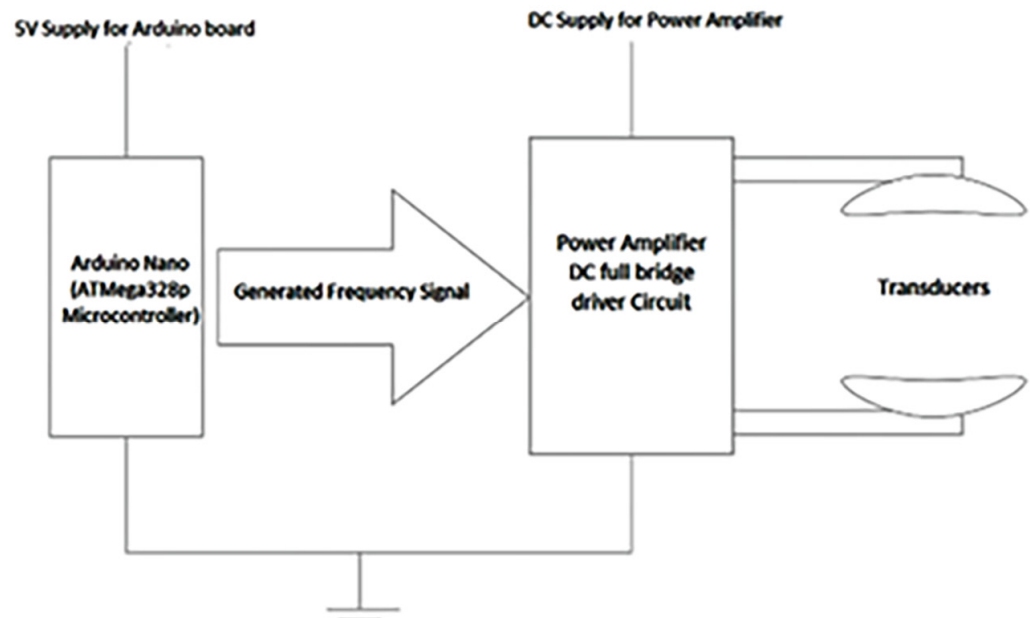 5V Supply for Arduino board
DC Supply for Power Amplifier
Arduino Nano
(ATMega328p
Microcontroller)
Generated Frequency Signal
Power Amplifier
DC full bridge
driver Circuit
Transducers